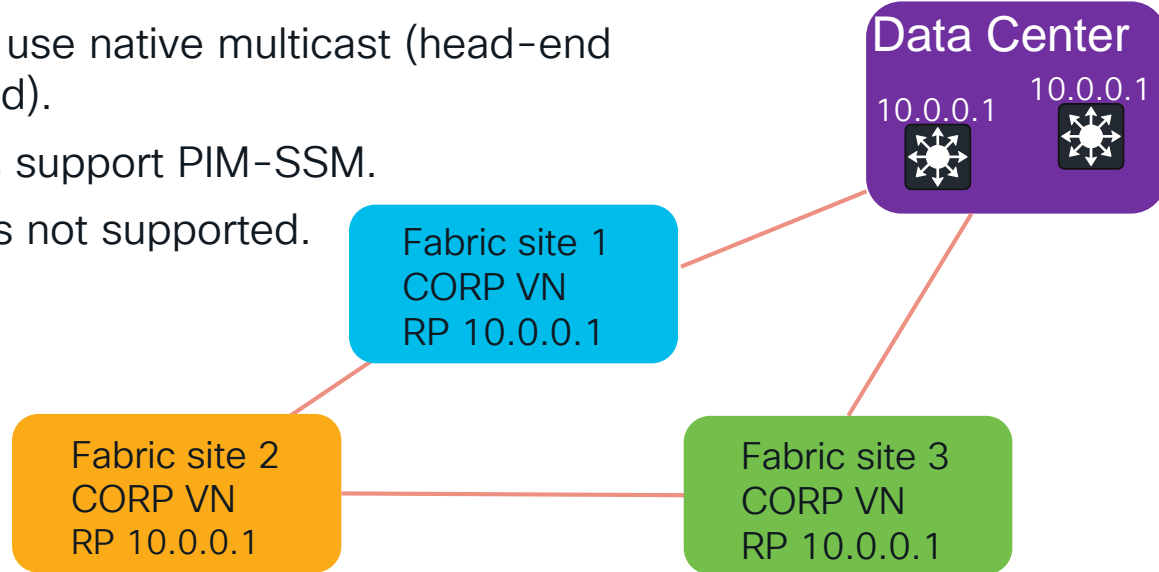 use native multicast (head-end
d).
support PIM-SSM.
s not supported.
Data Center
10.0.0.1
10.0.0.1
Fabric site 1
CORP VN
RP 10.0.0.1
Fabric site 2
CORP VN
RP 10.0.0.1
Fabric site 3
CORP VN
RP 10.0.0.1